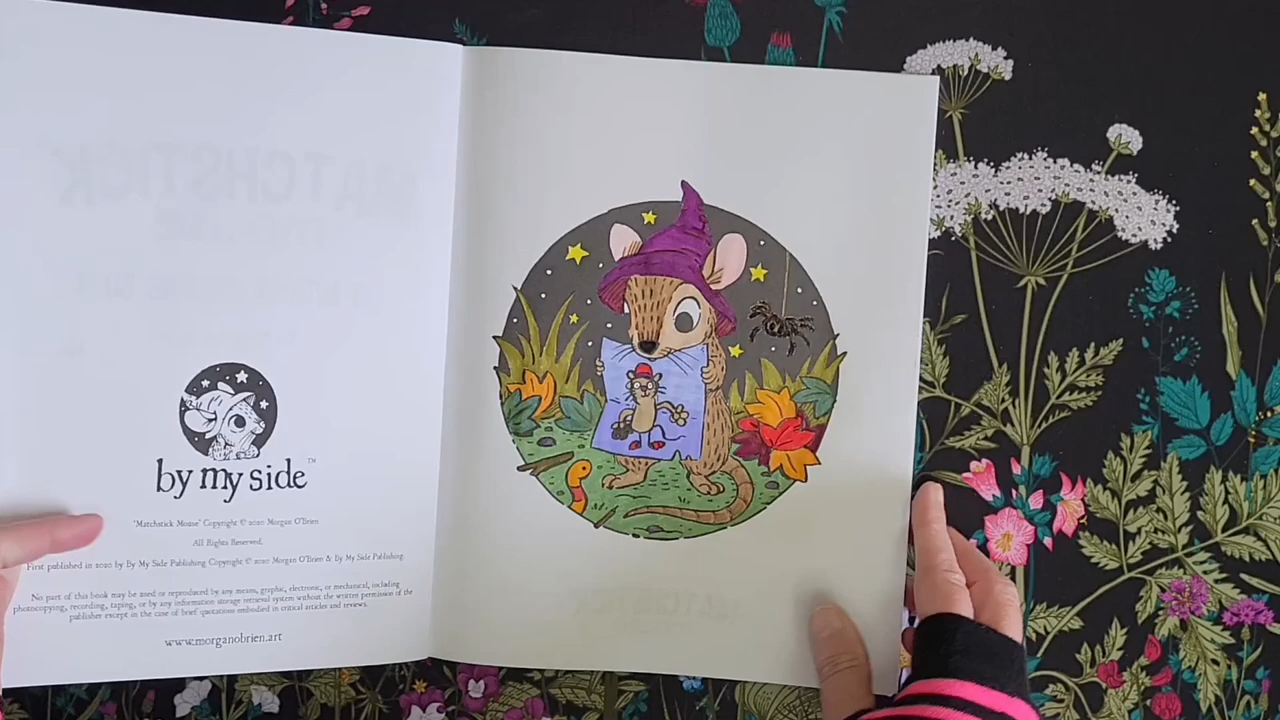 MATCHSTICK
by my side™
'Matchstick Mouse' Copyright © 2020 Morgan O'Brien
All Rights Reserved.
First published in 2020 by By My Side Publishing Copyright © 2020 Morgan O'Brien & By My Side Publishing.
No part of this book may be used or reproduced by any means, graphic, electronic, or mechanical, including
photocopying, recording, taping, or by any information storage retrieval system without the written permission of the
publisher except in the case of brief quotations embodied in critical articles and reviews.
www.morganobrien.art